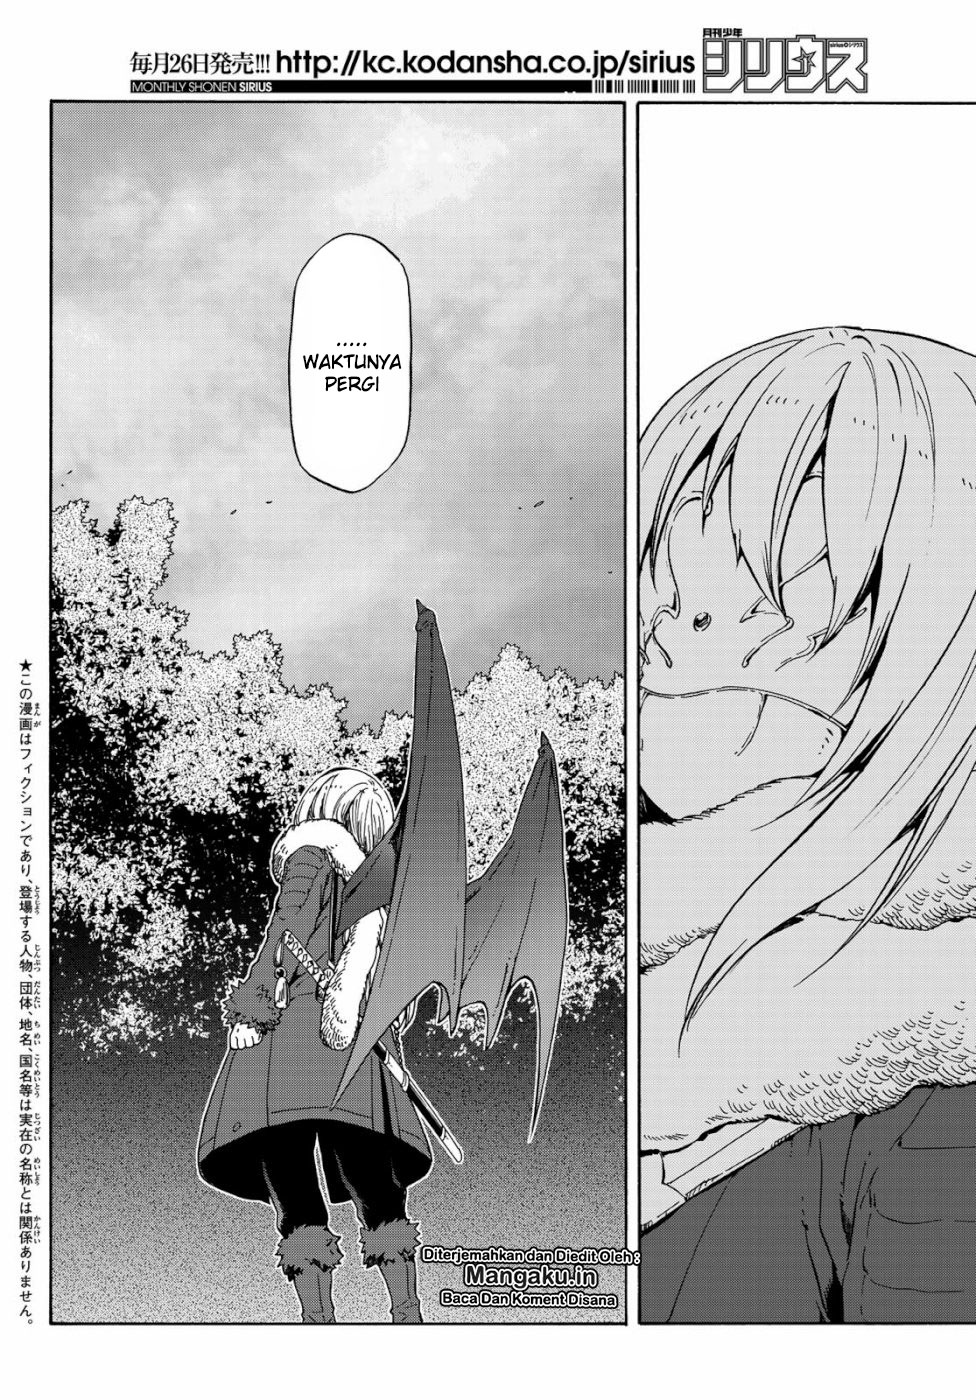 毎月26日発売!!! http://kc.kodansha.co.jp/sirius
MONTHLY SHONEN SIRIUS
月刊少年
シリウス
.....
WAKTUNYA
PERGI
★この漫画はフィクションであり、登場する人物、団体、地名、国名等は実在の名称とは関係ありません。
Diterjemahkan dan Diedit Oleh :
Mangaku.in
Baca Dan Koment Disana